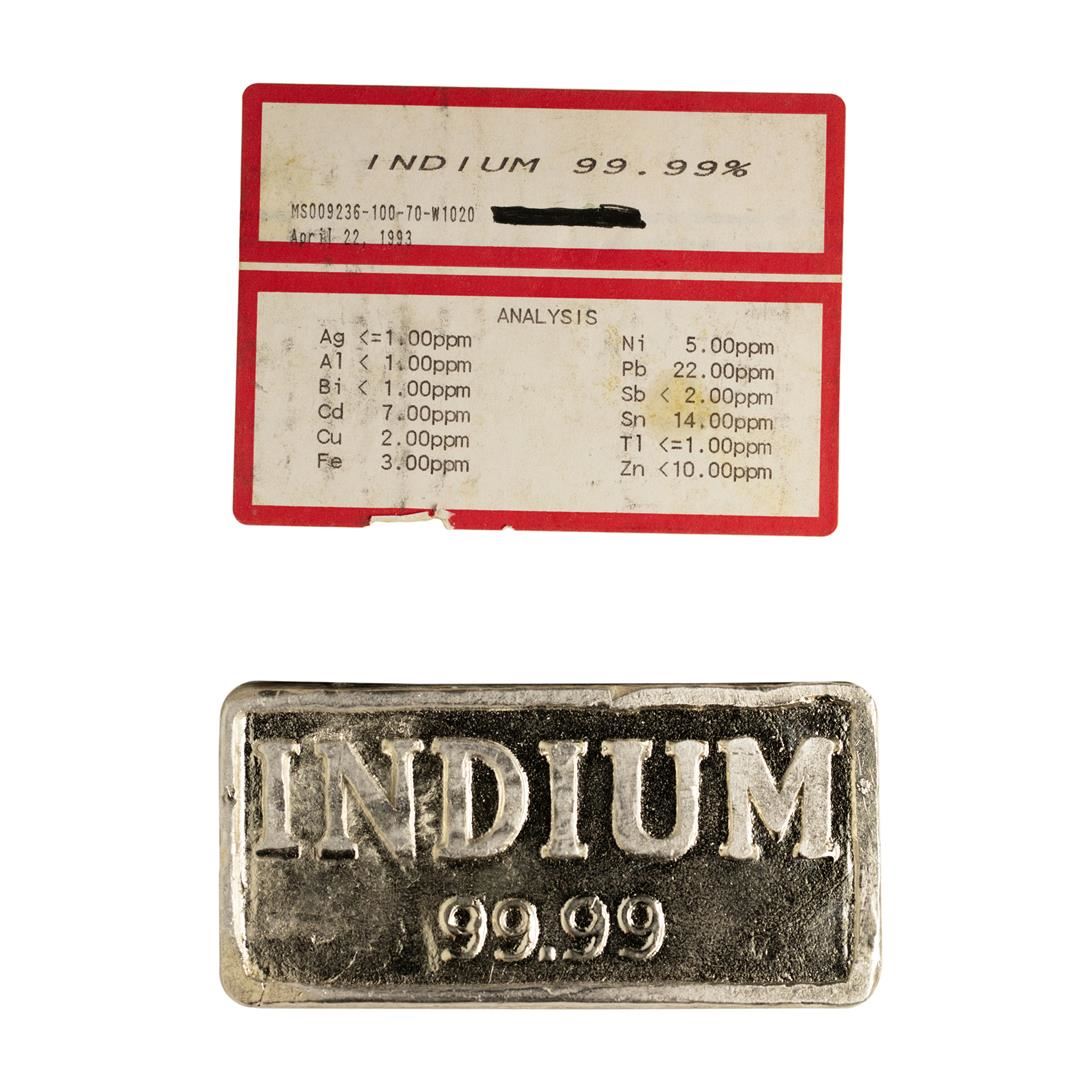 INDIUM 99.99%
MS009236-100-70-W1020
April 22, 1993
ANALYSIS
Ag <=1.00ppm
Al < 1.00ppm
Bi < 1.00ppm
Cd 7.00ppm
Cu 2.00ppm
Fe 3.00ppm
Ni 5.00ppm
Pb 22.00ppm
Sb < 2.00ppm
Sn 14.00ppm
Tl <=1.00ppm
Zn <10.00ppm
INDIUM
99.99